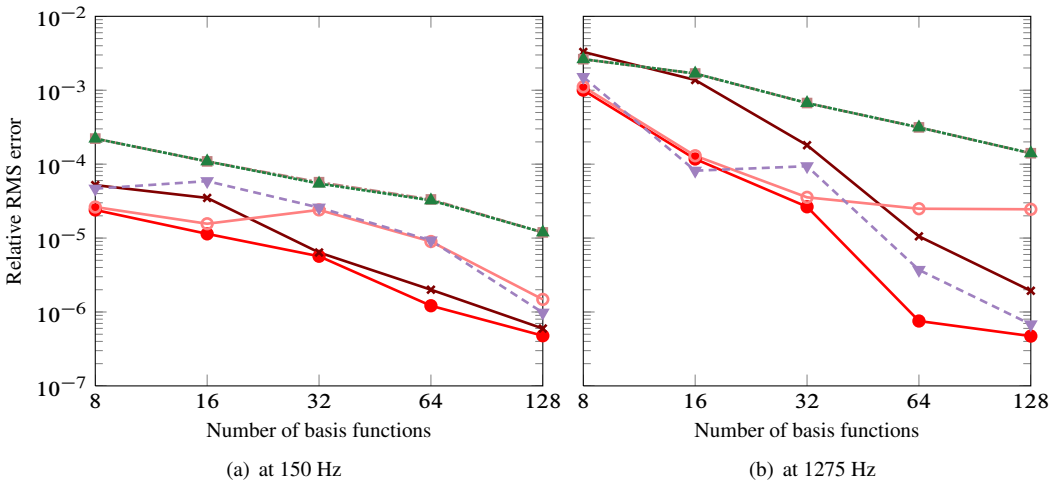 10−2
10−3
10−4
10−5
10−6
10−7
Relative RMS error
8 16 32 64 128
Number of basis functions
(a) at 150 Hz
8 16 32 64 128
Number of basis functions
(b) at 1275 Hz